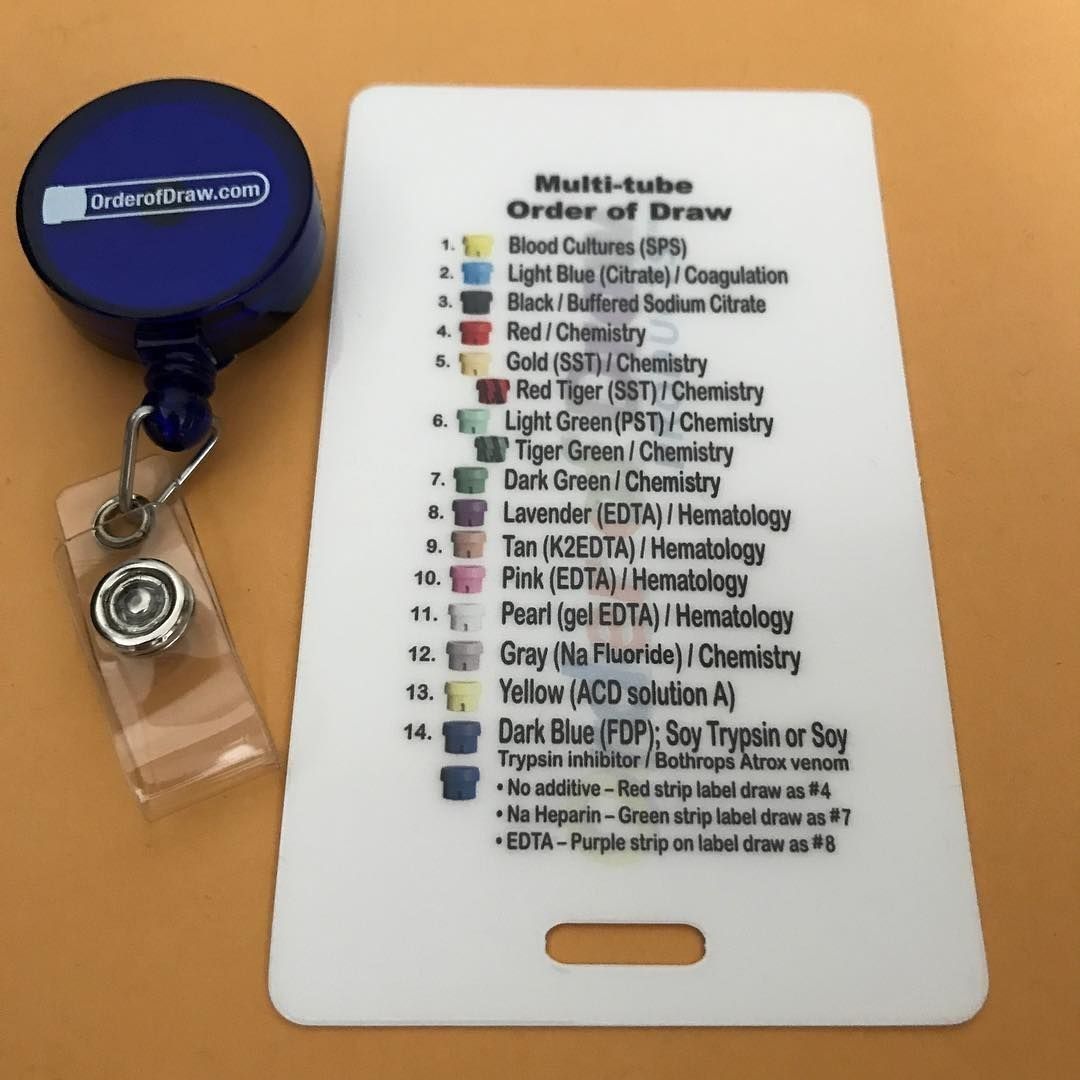 OrderofDraw.com
Multi-tube
Order of Draw
1. Blood Cultures (SPS)
2. Light Blue (Citrate) / Coagulation
3. Black / Buffered Sodium Citrate
4. Red / Chemistry
5. Gold (SST) / Chemistry
Red Tiger (SST) / Chemistry
6. Light Green (PST) / Chemistry
Tiger Green / Chemistry
7. Dark Green / Chemistry
8. Lavender (EDTA) / Hematology
9. Tan (K2EDTA) / Hematology
10. Pink (EDTA) / Hematology
11. Pearl (gel EDTA) / Hematology
12. Gray (Na Fluoride) / Chemistry
13. Yellow (ACD solution A)
14. Dark Blue (FDP); Soy Trypsin or Soy
Trypsin inhibitor / Bothrops Atrox venom
• No additive – Red strip label draw as #4
• Na Heparin – Green strip label draw as #7
• EDTA – Purple strip on label draw as #8